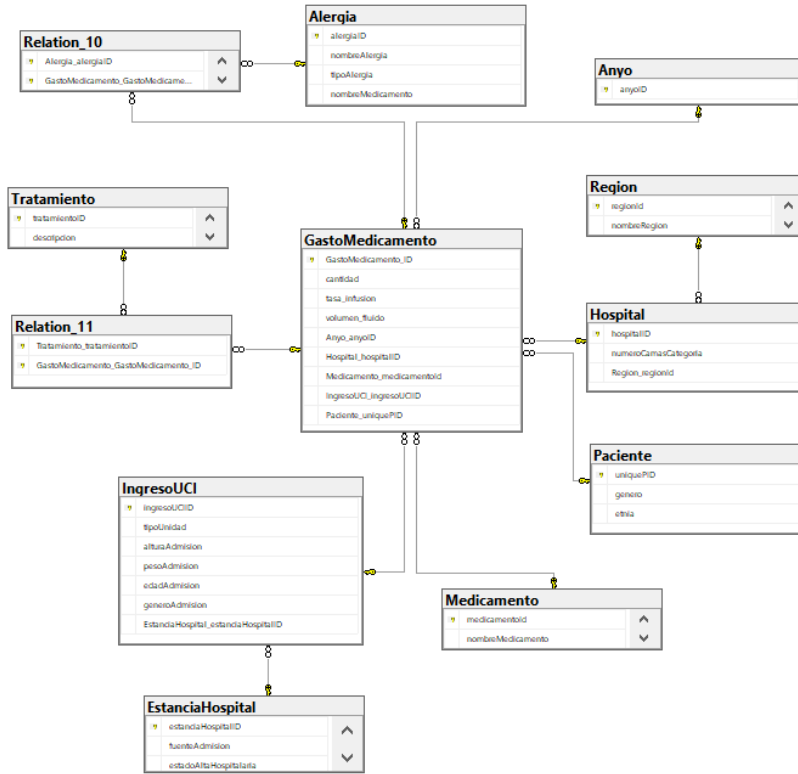 Alergia
alergiaID
nombreAlergia
tipoAlergia
nombreMedicamento
Relation_10
Alergia_alergiaID
GastoMedicamento_GastoMedicame...
Anyo
anyoID
Tratamiento
tratamientoID
descripcion
Region
regionId
nombreRegion
GastoMedicamento
GastoMedicamento_ID
cantidad
tasa_infusion
volumen_fluido
Anyo_anyoID
Hospital_hospitalID
Medicamento_medicamentoId
IngresoUCI_ingresoUCIID
Paciente_uniquePID
Relation_11
Tratamiento_tratamientoID
GastoMedicamento_GastoMedicamento_ID
Hospital
hospitalID
numeroCamasCategoria
Region_regionId
Paciente
uniquePID
genero
etnia
IngresoUCI
ingresoUCIID
tipoUnidad
alturaAdmision
pesoAdmision
edadAdmision
generoAdmision
EstanciaHospital_estanciaHospitalID
Medicamento
medicamentoId
nombreMedicamento
EstanciaHospital
estanciaHospitalID
fuenteAdmision
estadoAltaHospitalaria